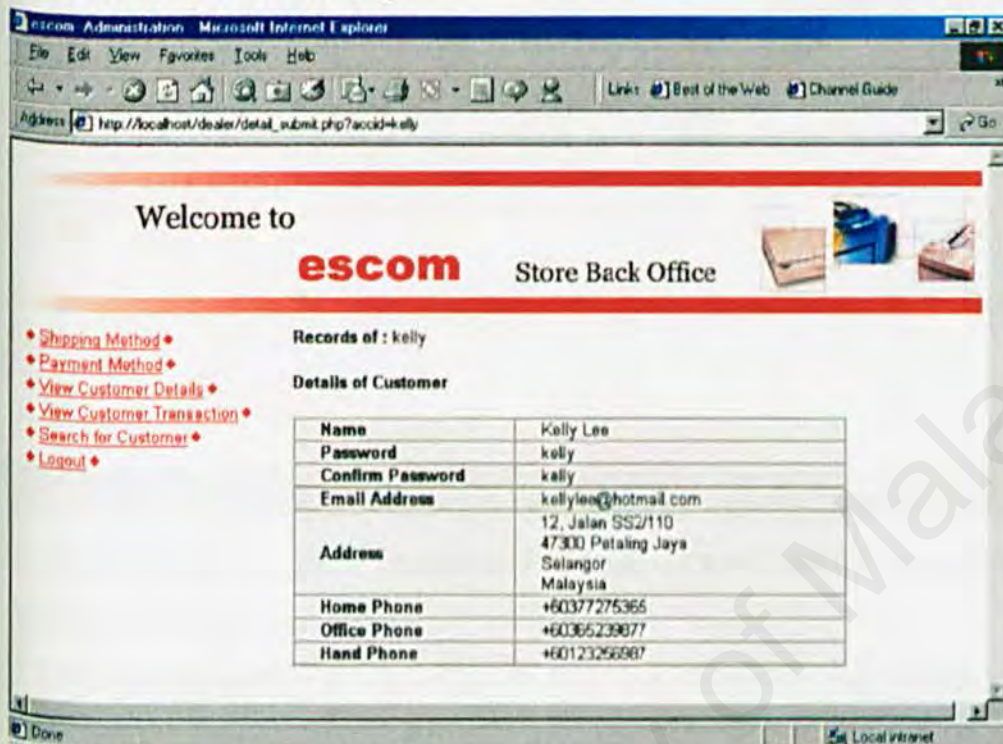 escom Administration Microsoft Internet Explorer
File Edit View Favorites Tools Help
Links Best of the Web Channel Guide
Address http://localhost/dealer/detail_submit.php?accid=kelly Go
Welcome to
escom Store Back Office
Shipping Method
Payment Method
View Customer Details
View Customer Transaction
Search for Customer
Logout
Records of : kelly
Details of Customer
Name Kelly Lee
Password kelly
Confirm Password kelly
Email Address kellylee@hotmail.com
Address 12, Jalan SS2/110
47300 Petaling Jaya
Selangor
Malaysia
Home Phone +60377275365
Office Phone
Hand Phone
Done Local intranet